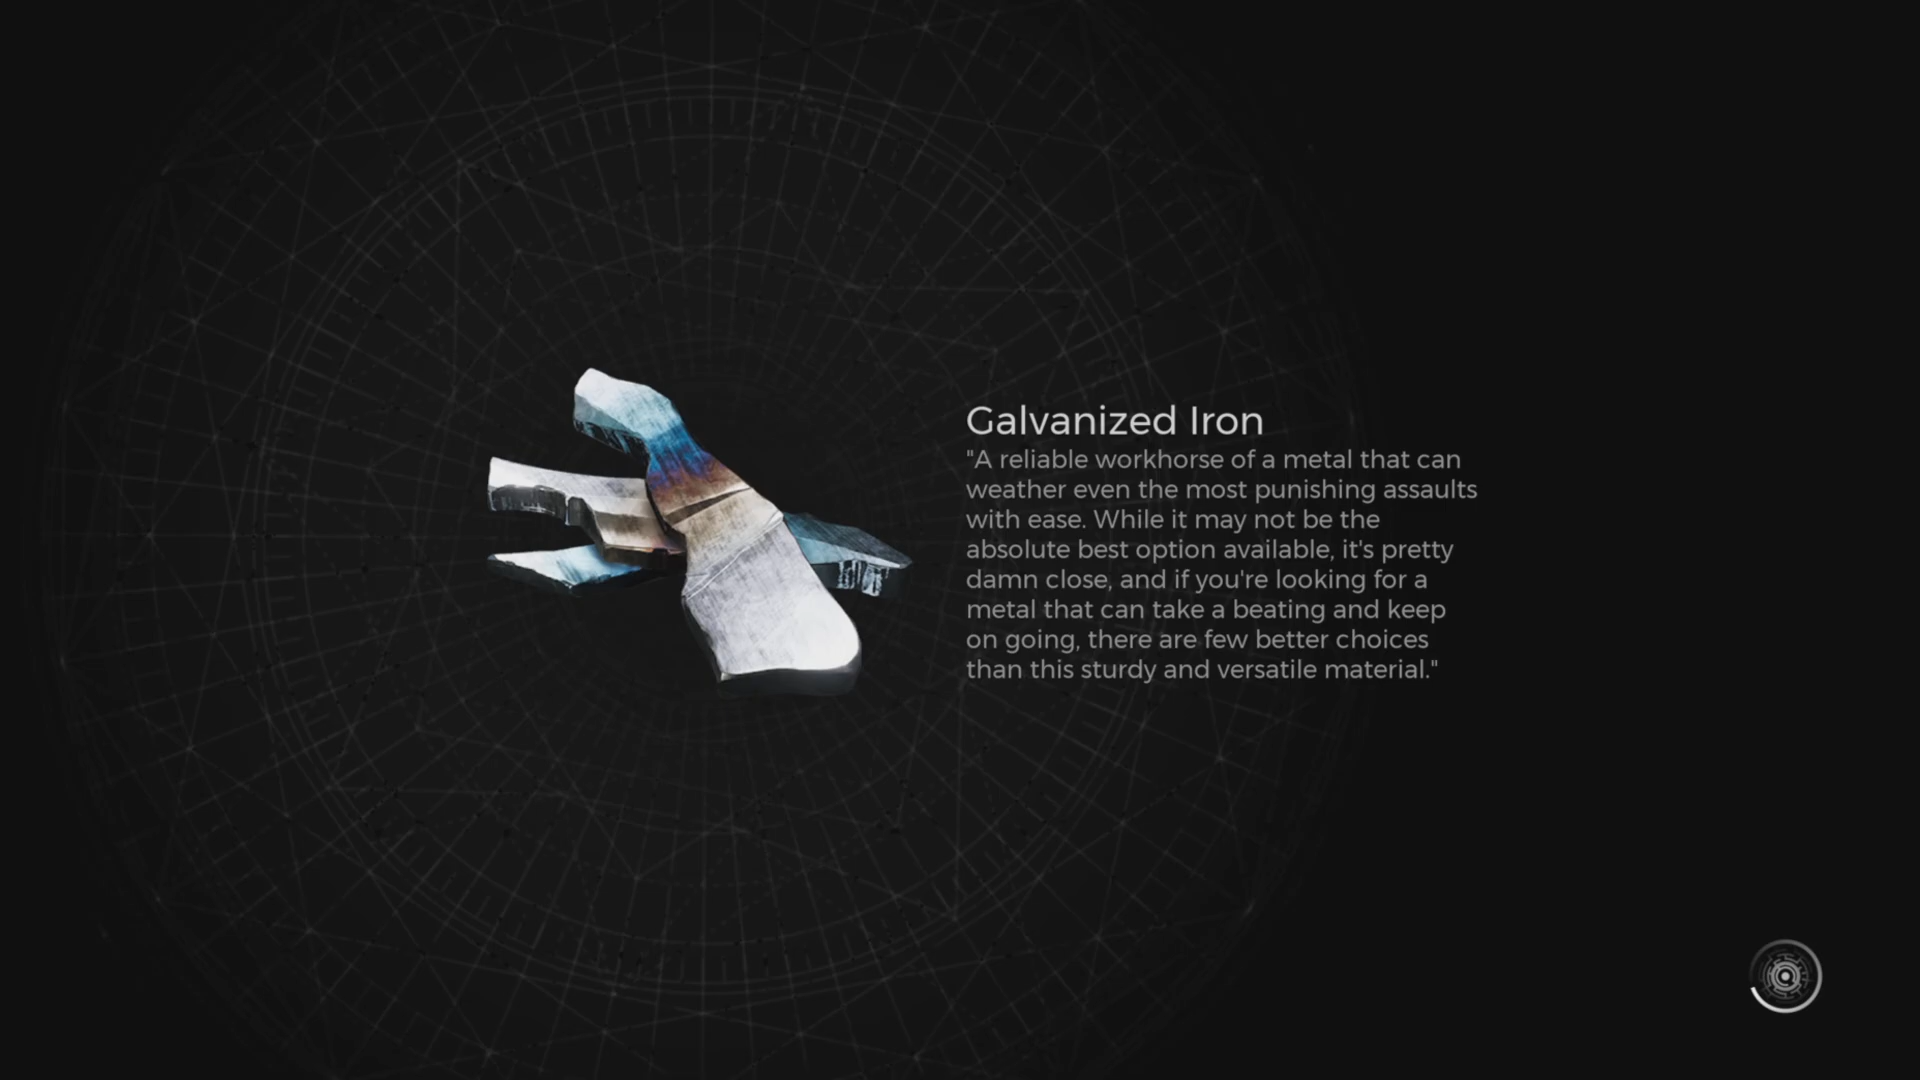 Galvanized Iron
"A reliable workhorse of a metal that can
weather even the most punishing assaults
with ease. While it may not be the
absolute best option available, it's pretty
damn close, and if you're looking for a
metal that can take a beating and keep
on going, there are few better choices
than this sturdy and versatile material."